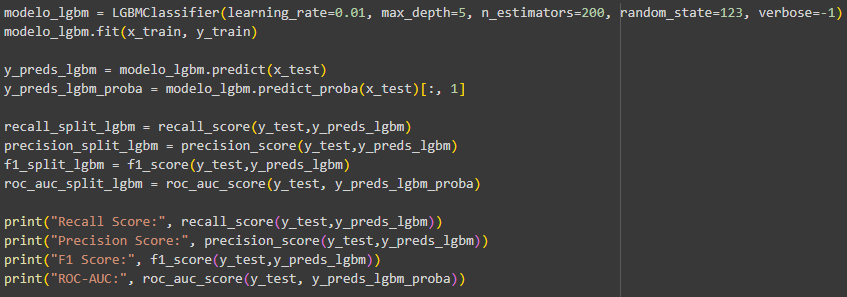 modelo_lgbm = LGBMClassifier(learning_rate=0.01, max_depth=5, n_estimators=200, random_state=123, verbose=-1)
modelo_lgbm.fit(x_train, y_train)

y_preds_lgbm = modelo_lgbm.predict(x_test)
y_preds_lgbm_proba = modelo_lgbm.predict_proba(x_test)[:, 1]

recall_split_lgbm = recall_score(y_test,y_preds_lgbm)
precision_split_lgbm = precision_score(y_test,y_preds_lgbm)
f1_split_lgbm = f1_score(y_test,y_preds_lgbm)
roc_auc_split_lgbm = roc_auc_score(y_test, y_preds_lgbm_proba)

print("Recall Score:", recall_score(y_test,y_preds_lgbm))
print("Precision Score:", precision_score(y_test,y_preds_lgbm))
print("F1 Score:", f1_score(y_test,y_preds_lgbm))
print("ROC-AUC:", roc_auc_score(y_test, y_preds_lgbm_proba))